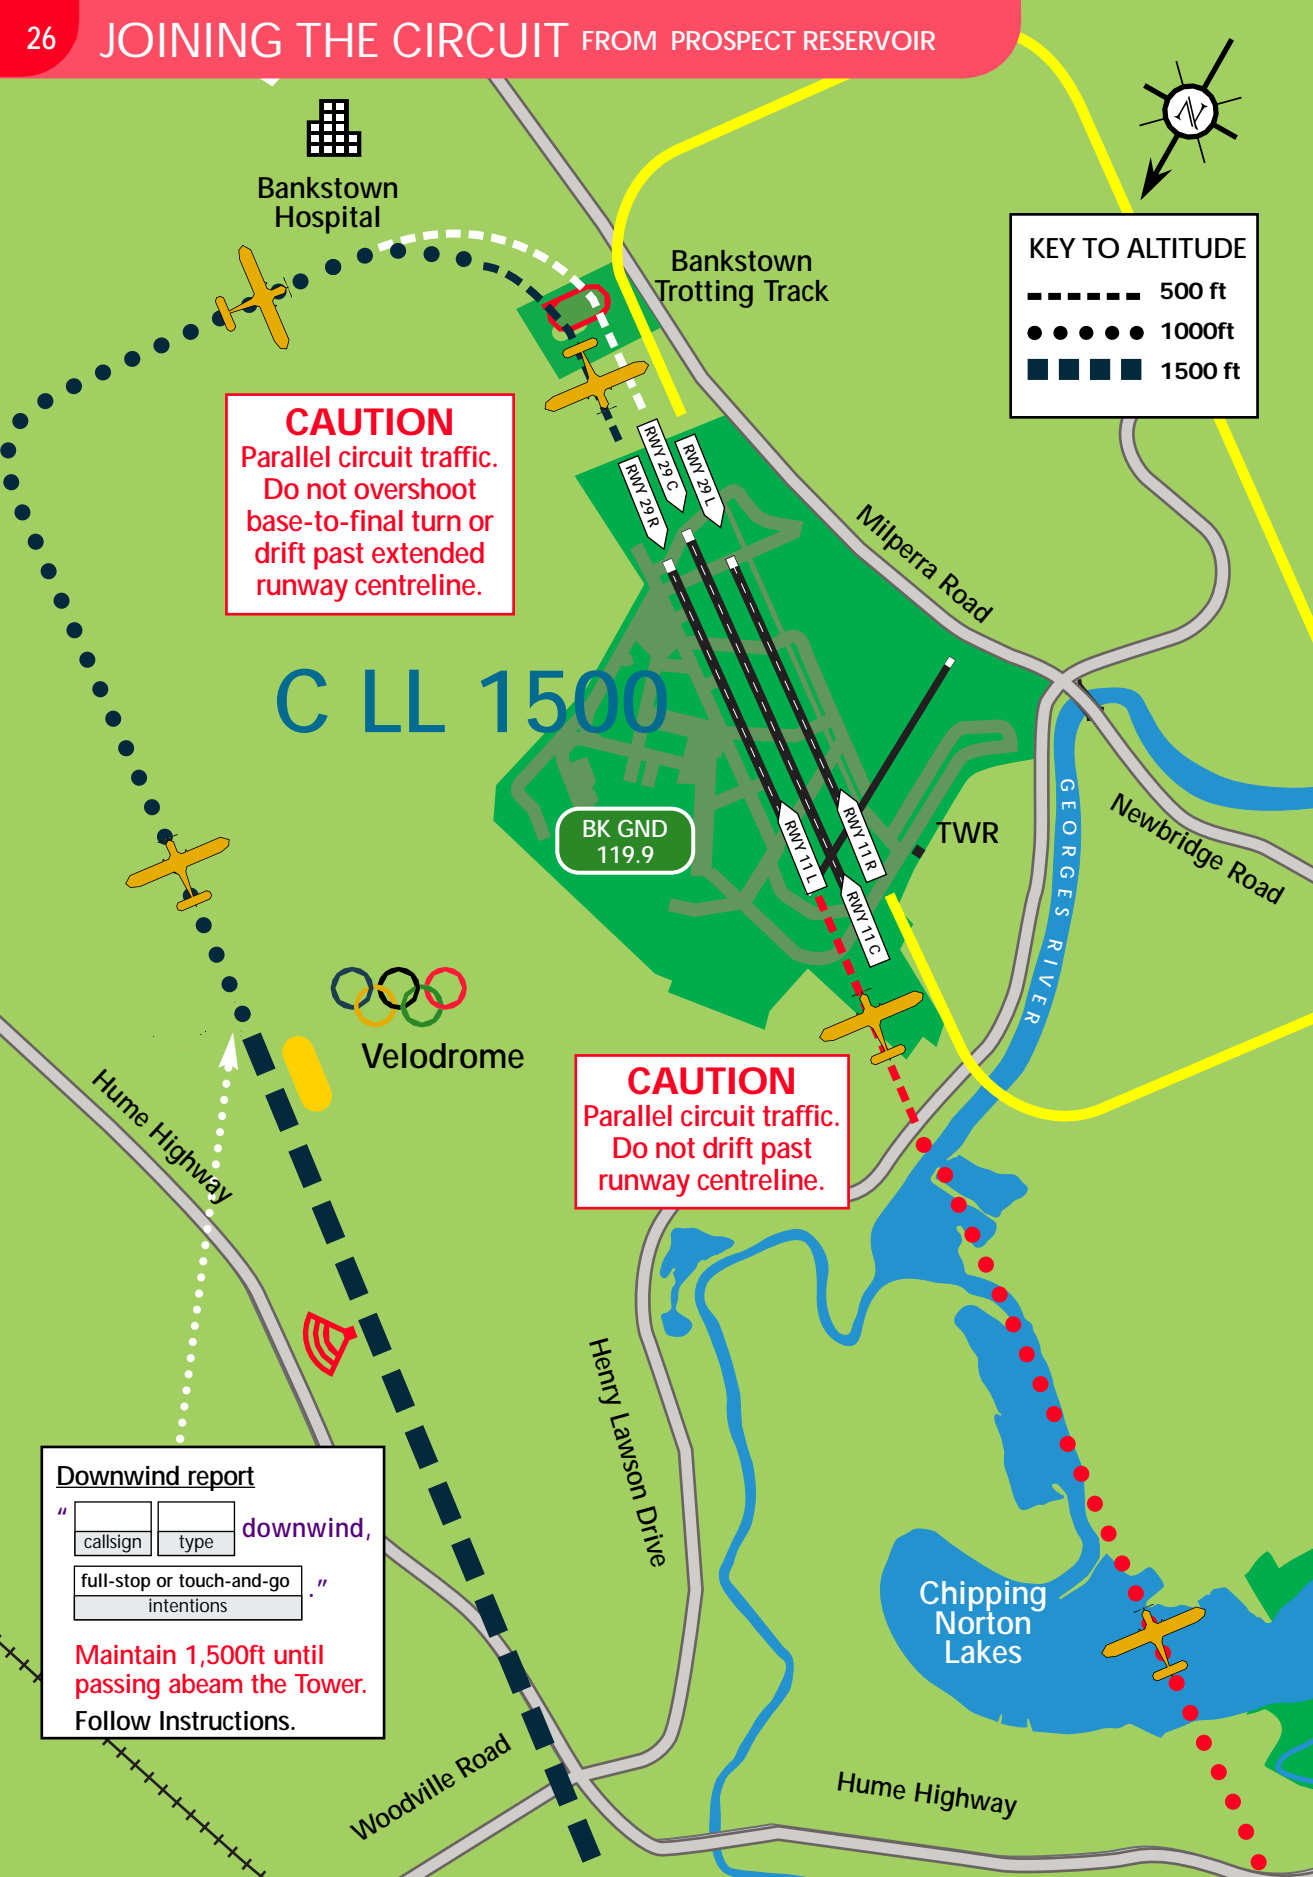 26
JOINING THE CIRCUIT FROM PROSPECT RESERVOIR
N
Bankstown
Hospital
Bankstown
Trotting Track
KEY TO ALTITUDE
500 ft
1000ft
1500 ft
CAUTION
Parallel circuit traffic.
Do not overshoot
base-to-final turn or
drift past extended
runway centreline.
RWY 29 R
RWY 29 C
RWY 29 L
Milperra Road
C LL 1500
BK GND
119.9
RWY 11 L
RWY 11 R
RWY 11 C
TWR
GEORGES RIVER
Newbridge Road
Velodrome
Hume Highway
CAUTION
Parallel circuit traffic.
Do not drift past
runway centreline.
Henry Lawson Drive
Downwind report
“
callsign
type
downwind,
full-stop or touch-and-go
intentions
.”
Maintain 1,500ft until
passing abeam the Tower.
Follow Instructions.
Chipping
Norton
Lakes
Woodville Road
Hume Highway